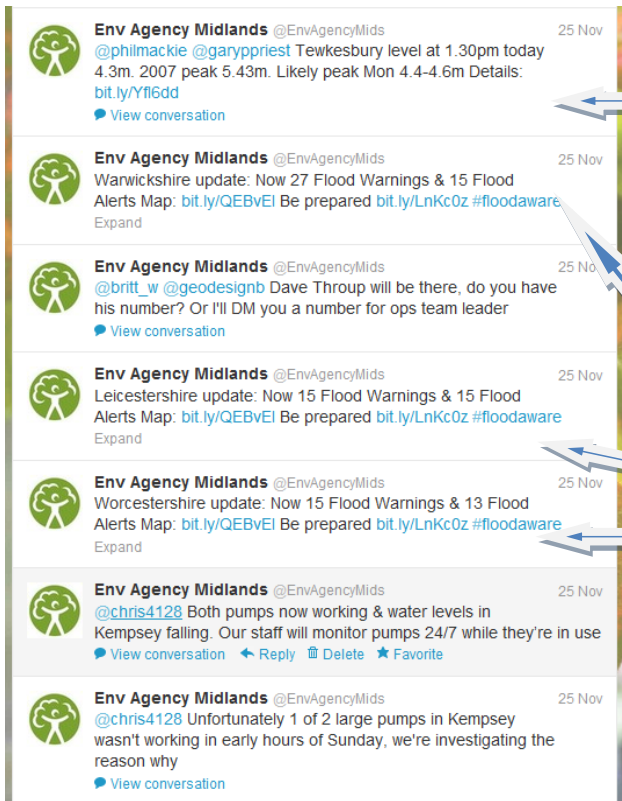 Env Agency Midlands @EnvAgencyMids 25 Nov
@philmackie @garyppriest Tewkesbury level at 1.30pm today
4.3m. 2007 peak 5.43m. Likely peak Mon 4.4-4.6m Details:
bit.ly/Yfl6dd
View conversation
Env Agency Midlands @EnvAgencyMids 25 Nov
Warwickshire update: Now 27 Flood Warnings & 15 Flood
Alerts Map: bit.ly/QEBvEl Be prepared bit.ly/LnKc0z #floodaware
Expand
Env Agency Midlands @EnvAgencyMids 25 Nov
@britt_w @geodesignb Dave Throup will be there, do you have
his number? Or I'll DM you a number for ops team leader
View conversation
Env Agency Midlands @EnvAgencyMids 25 Nov
Leicestershire update: Now 15 Flood Warnings & 15 Flood
Alerts Map: bit.ly/QEBvEl Be prepared bit.ly/LnKc0z #floodaware
Expand
Env Agency Midlands @EnvAgencyMids 25 Nov
Worcestershire update: Now 15 Flood Warnings & 13 Flood
Alerts Map: bit.ly/QEBvEl Be prepared bit.ly/LnKc0z #floodaware
Expand
Env Agency Midlands @EnvAgencyMids 25 Nov
@chris4128 Both pumps now working & water levels in
Kempsey falling. Our staff will monitor pumps 24/7 while they're in use
View conversation Reply Delete Favorite
Env Agency Midlands @EnvAgencyMids 25 Nov
@chris4128 Unfortunately 1 of 2 large pumps in Kempsey
wasn't working in early hours of Sunday, we're investigating the
reason why
View conversation